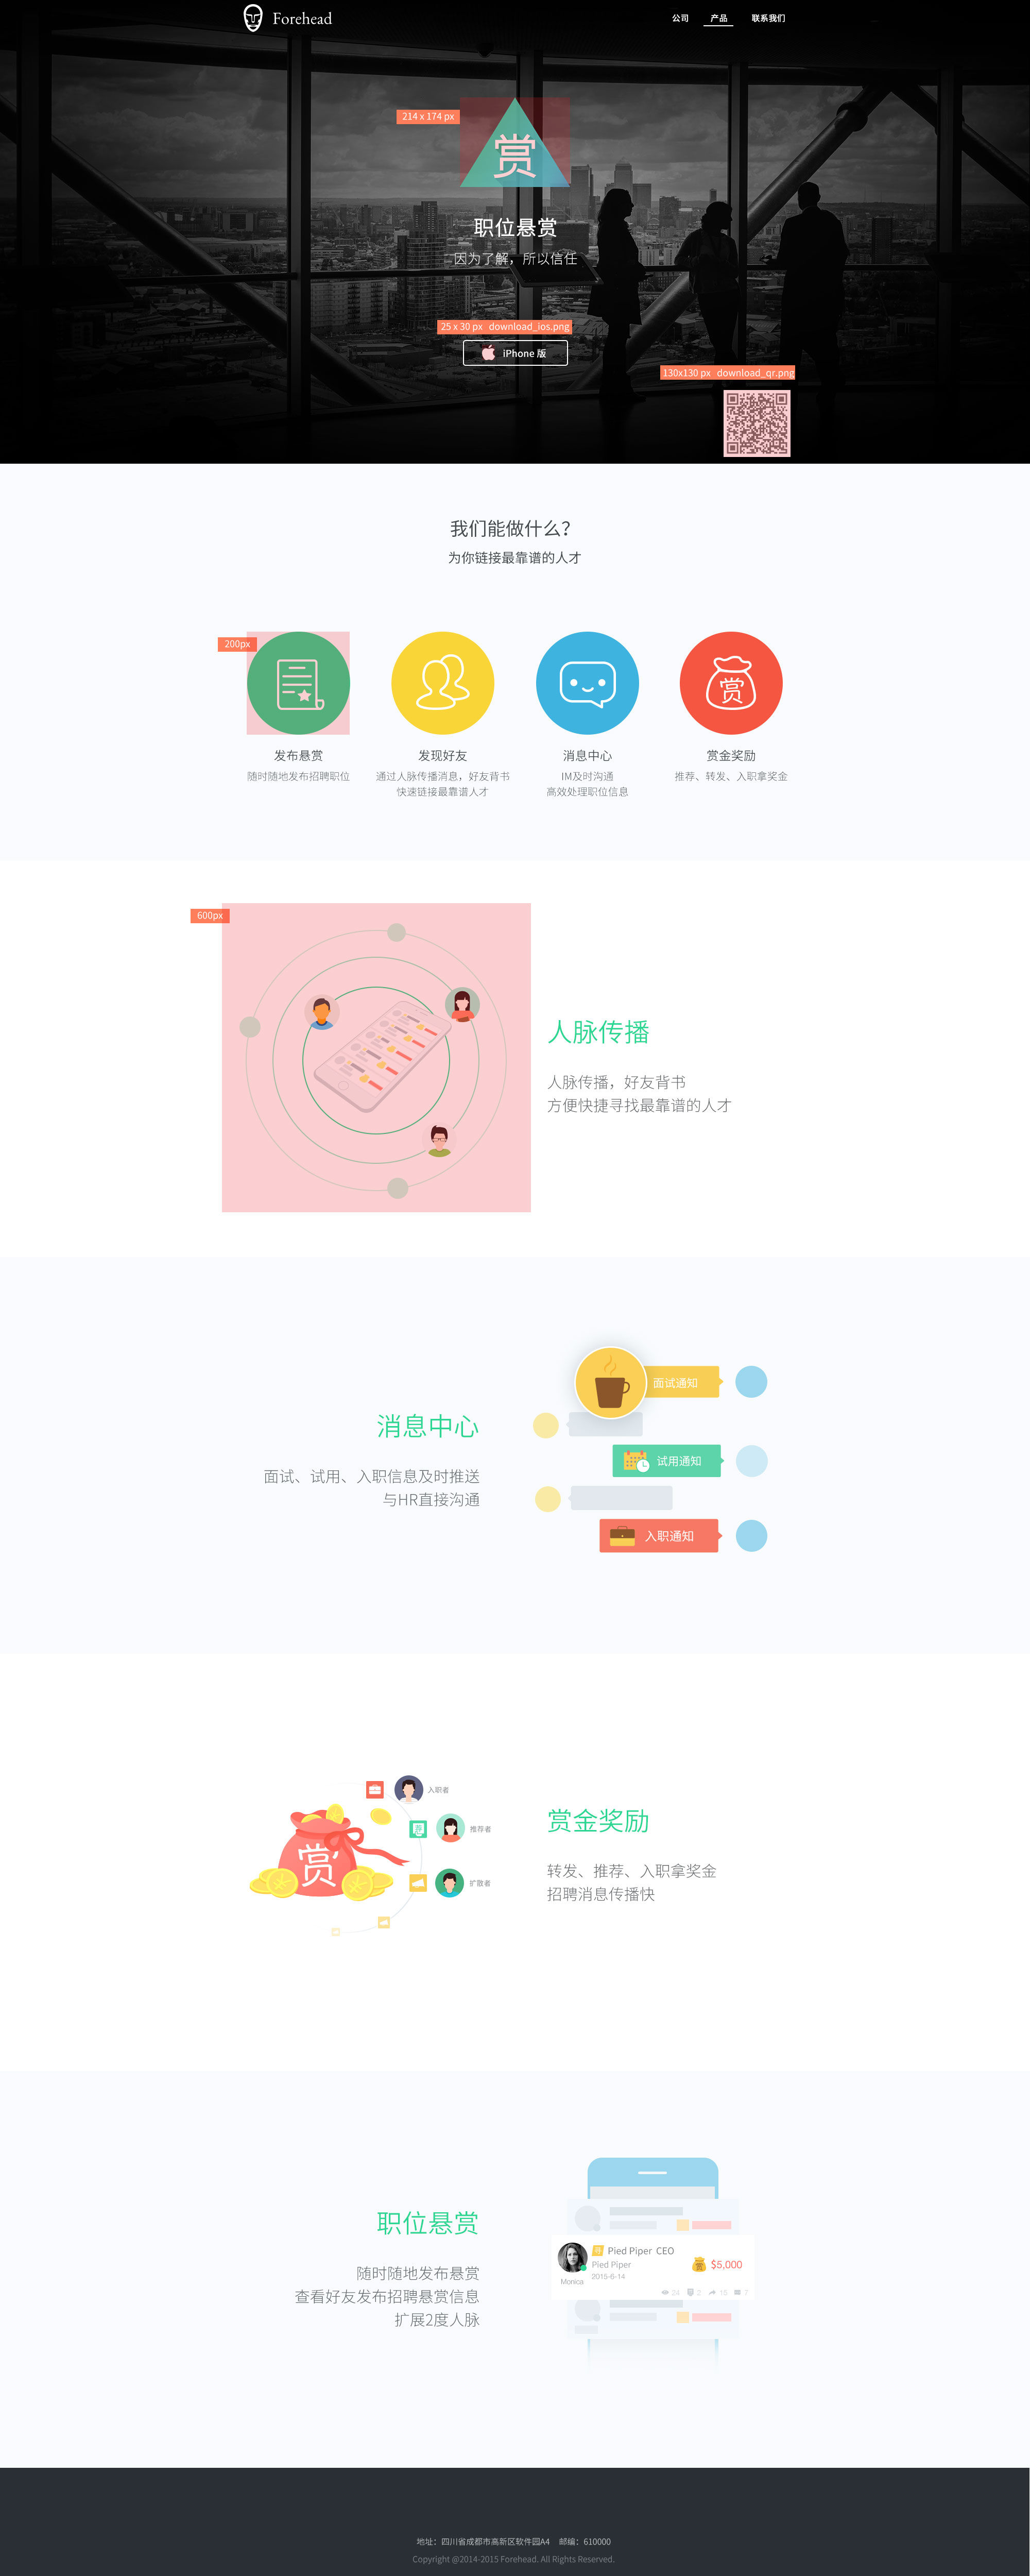 Forehead
公司
产品
联系我们
214 x 174 px
赏
职位悬赏
因为了解，所以信任
25 x 30 px download_ios.png
iPhone 版
130x130 px download_qr.png
我们能做什么？
为你链接最靠谱的人才
200px
赏
发布悬赏
随时随地发布招聘职位
发现好友
通过人脉传播消息，好友背书
快速链接最靠谱人才
消息中心
IM及时沟通
高效处理职位信息
赏金奖励
推荐、转发、入职拿奖金
600px
人脉传播
人脉传播，好友背书
方便快捷寻找最靠谱的人才
面试通知
消息中心
试用通知
面试、试用、入职信息及时推送
与HR直接沟通
入职通知
入职者
荐
推荐者
赏
扩散者
赏金奖励
转发、推荐、入职拿奖金
招聘消息传播快
职位悬赏
随时随地发布悬赏
查看好友发布招聘悬赏信息
扩展2度人脉
Pied Piper CEO
Pied Piper
2015-6-14
Monica
$5,000
34
2
16
7
地址：四川省成都市高新区软件园A4 邮编：610000
Copyright @2014-2015 Forehead. All Rights Reserved.